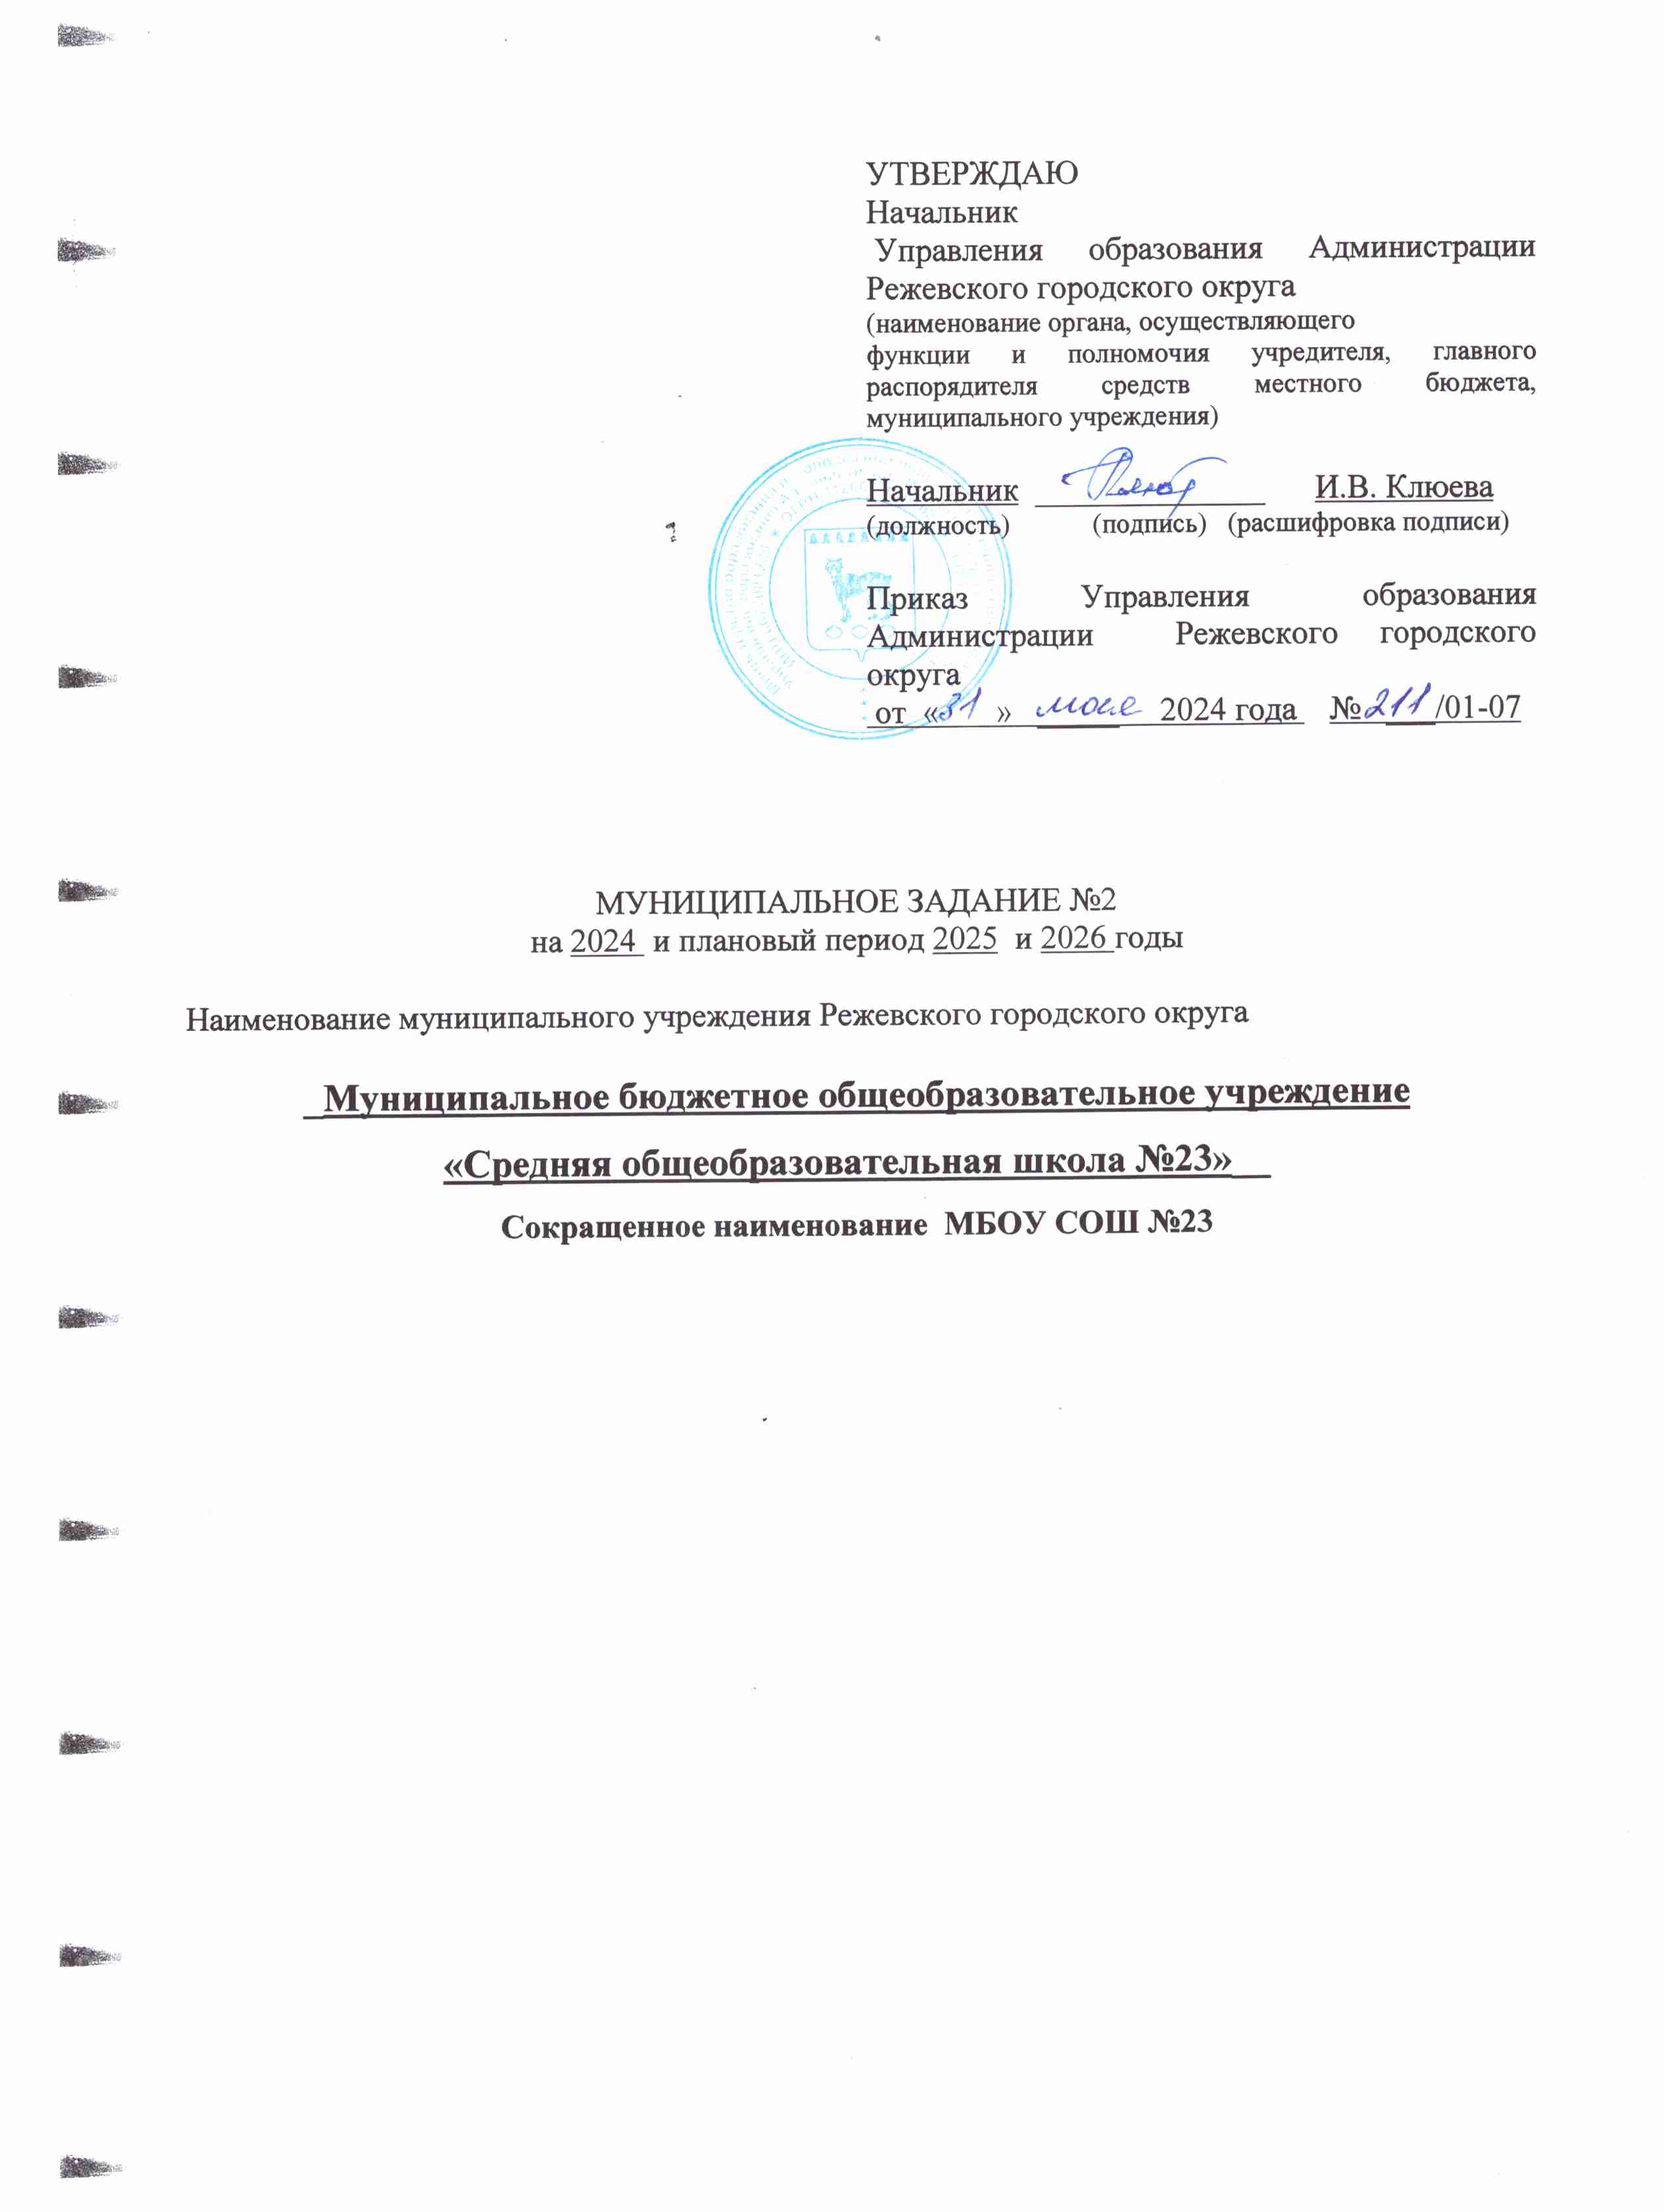 УТВЕРЖДАЮ
Начальник
Управления образования Администрации
Режевского городского округа
(наименование органа, осуществляющего
функции и полномочия учредителя, главного
распорядителя средств местного бюджета,
муниципального учреждения)
Начальник И.В. Клюева
(должность) (подпись) (расшифровка подписи)
Приказ Управления образования
Администрации Режевского городского
округа
от «31» мая 2024 года №211/01-07
МУНИЦИПАЛЬНОЕ ЗАДАНИЕ №2
на 2024 и плановый период 2025 и 2026 годы
Наименование муниципального учреждения Режевского городского округа
Муниципальное бюджетное общеобразовательное учреждение
«Средняя общеобразовательная школа №23»
Сокращенное наименование МБОУ СОШ №23